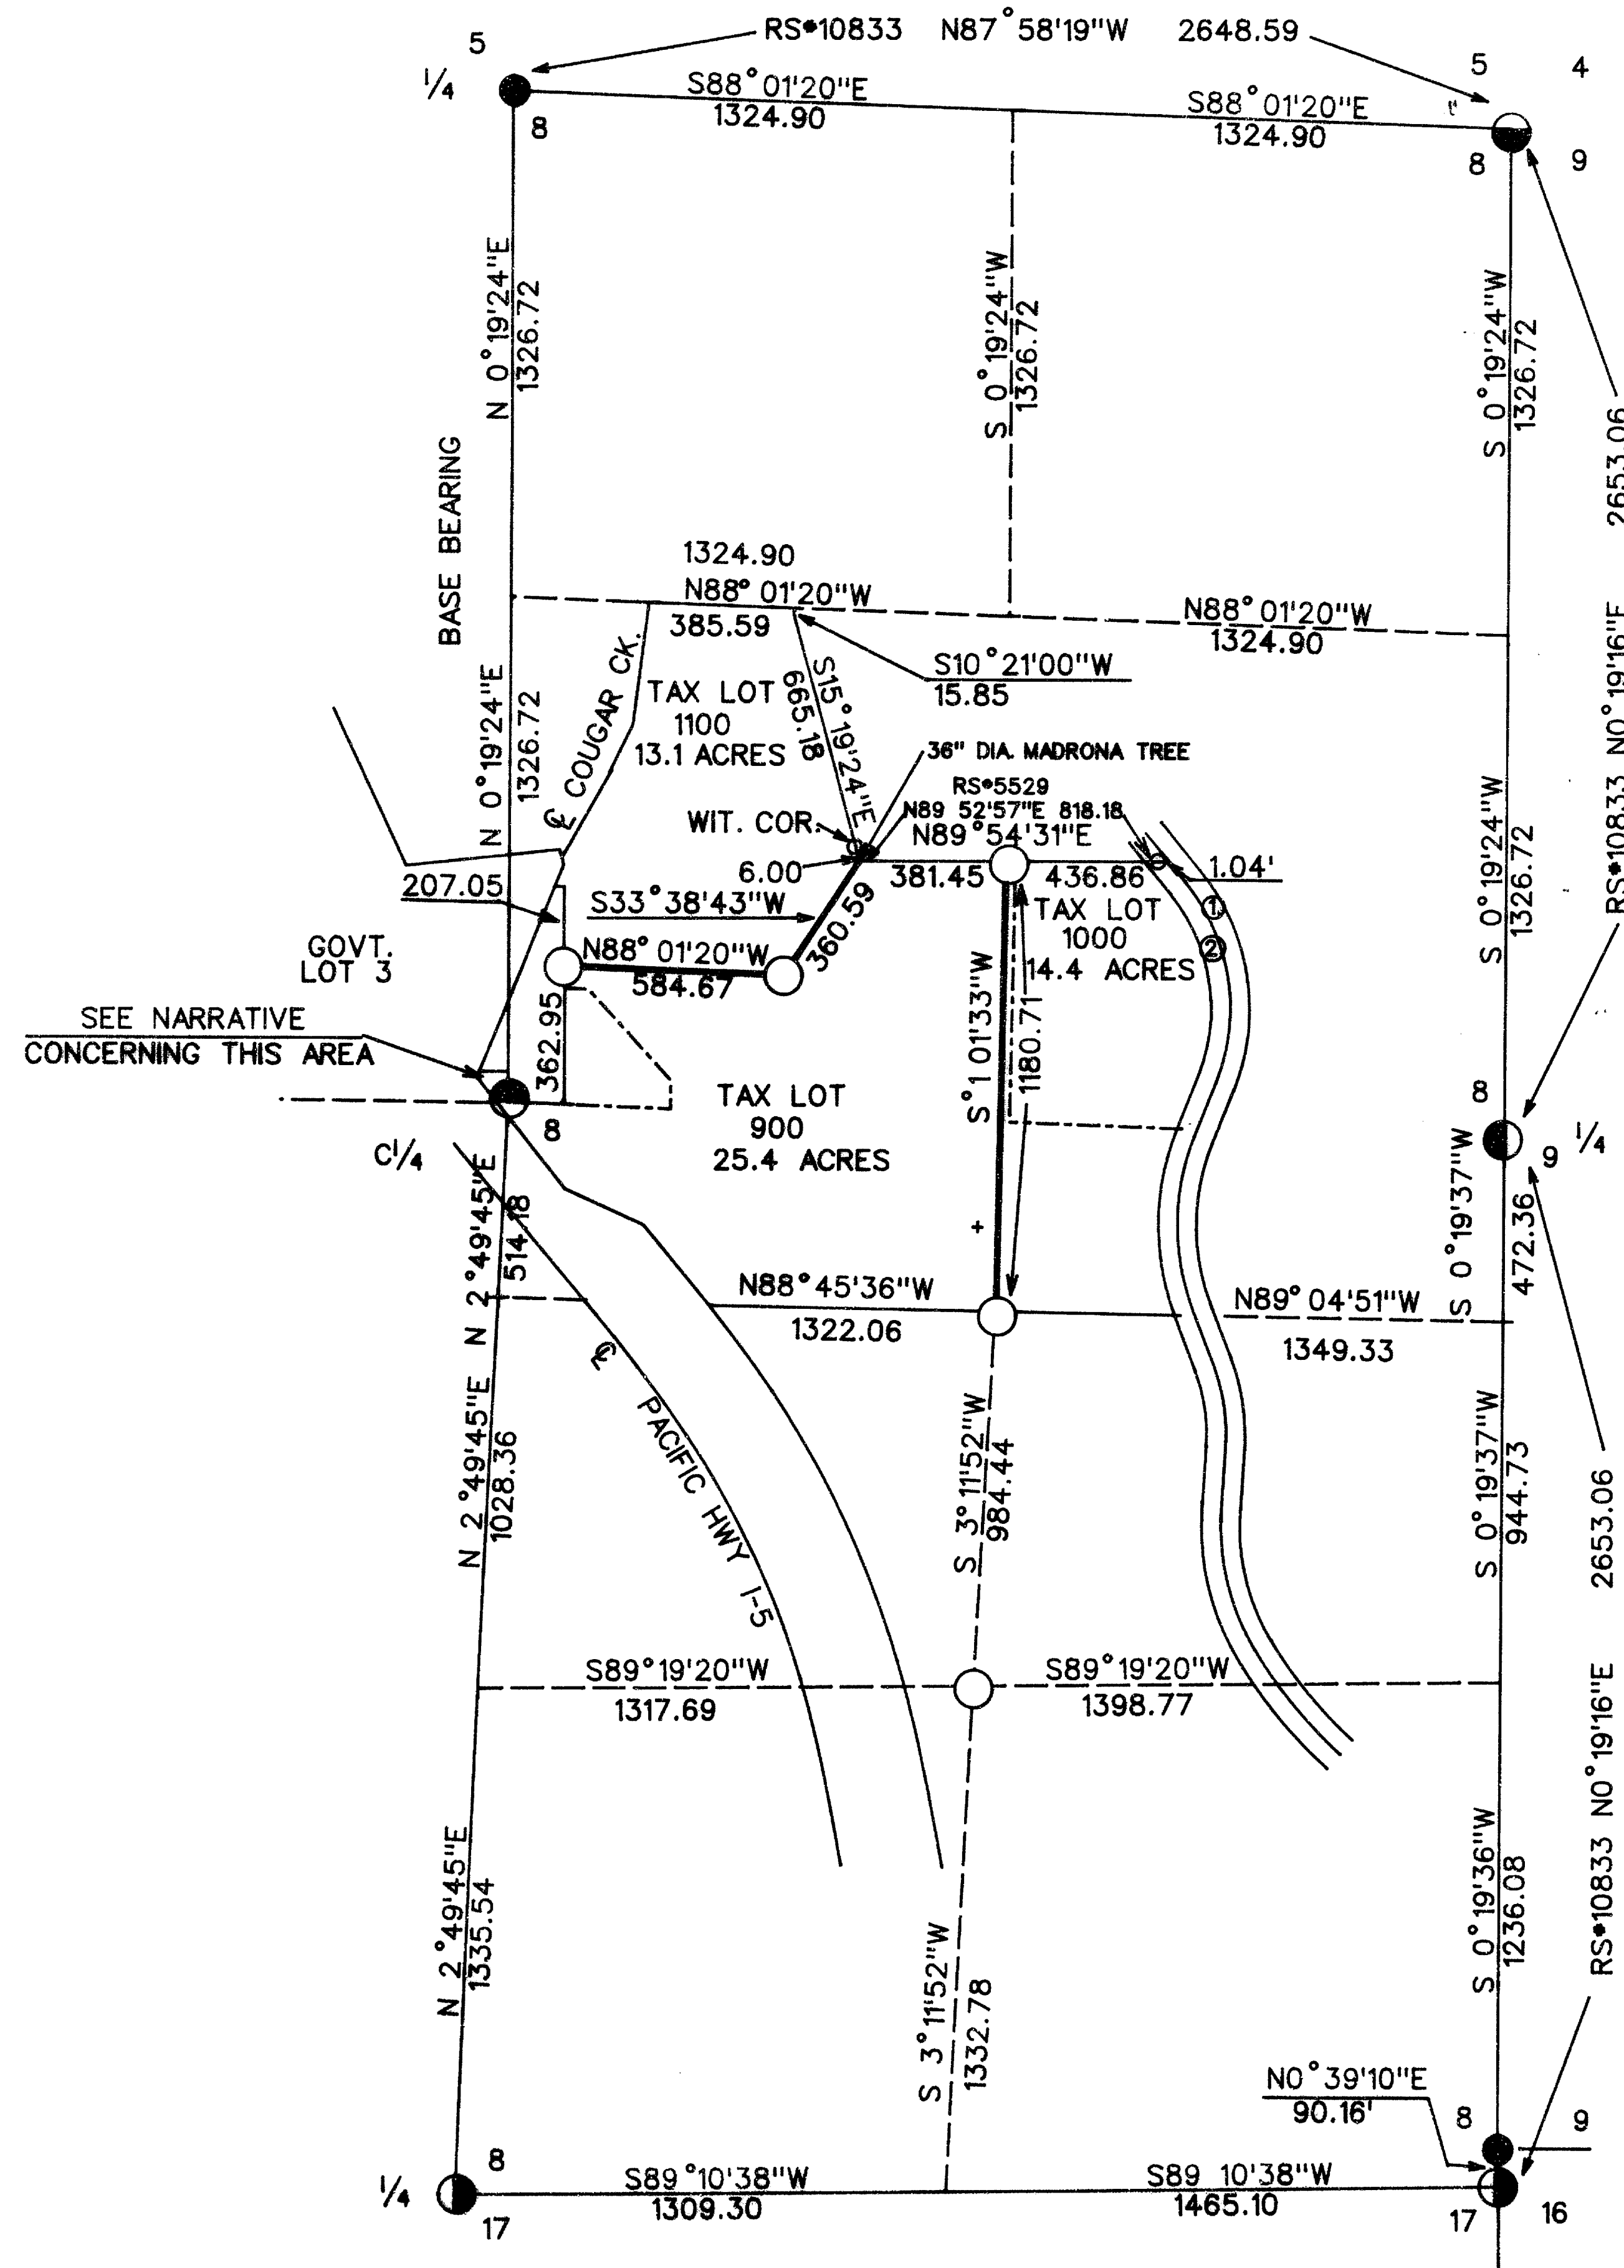 RS#10833 N87°58'19"W 2648.59
5
1/4
8
5 4
8 9
S88°01'20"E
1324.90
S88°01'20"E
1324.90
N 0°19'24"E
1326.72
S 0°19'24"W
1326.72
S 0°19'24"W
1326.72
RS#10833 N0°19'16"E 2653.06
BASE BEARING
1324.90
N88°01'20"W
385.59
N88°01'20"W
1324.90
S10°21'00"W
15.85
N 0°19'24"E
1326.72
℄ COUGAR CK.
TAX LOT
1100
13.1 ACRES
S15°19'24"E
665.18
36" DIA. MADRONA TREE
RS#5529
N89 52'57"E 818.18
N89°54'31"E
WIT. COR.
6.00
381.45
436.86
1.04'
S 0°19'24"W
1326.72
207.05
S33°38'43"W
360.59
TAX LOT
1000
14.4 ACRES
1
2
GOVT.
LOT 3
N88°01'20"W
584.67
SEE NARRATIVE
CONCERNING THIS AREA
362.95
S°1 01'33"W
1180.71
TAX LOT
900
25.4 ACRES
8
C1/4
8
9 1/4
N 2°49'45"E
514.18
S 0°19'37"W
472.36
N88°45'36"W
1322.06
N89°04'51"W
1349.33
℄ PACIFIC HWY I-5
N 2°49'45"E
1028.36
S 3°11'52"W
984.44
S 0°19'37"W
944.73
RS#10833 N0°19'16"E 2653.06
S89°19'20"W
1317.69
S89°19'20"W
1398.77
N 2°49'45"E
1335.54
S 3°11'52"W
1332.78
S 0°19'36"W
1236.08
N0°39'10"E
90.16'
8 9
8
1/4
17
S89°10'38"W
1309.30
S89 10'38"W
1465.10
17 16